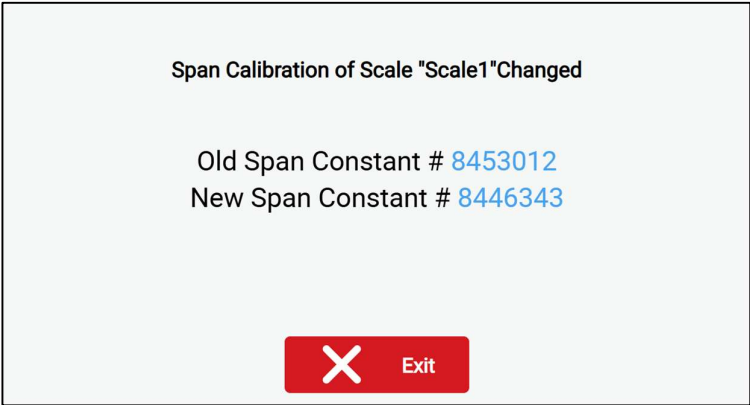 Span Calibration of Scale "Scale1"Changed
Old Span Constant # 8453012
New Span Constant # 8446343
Exit